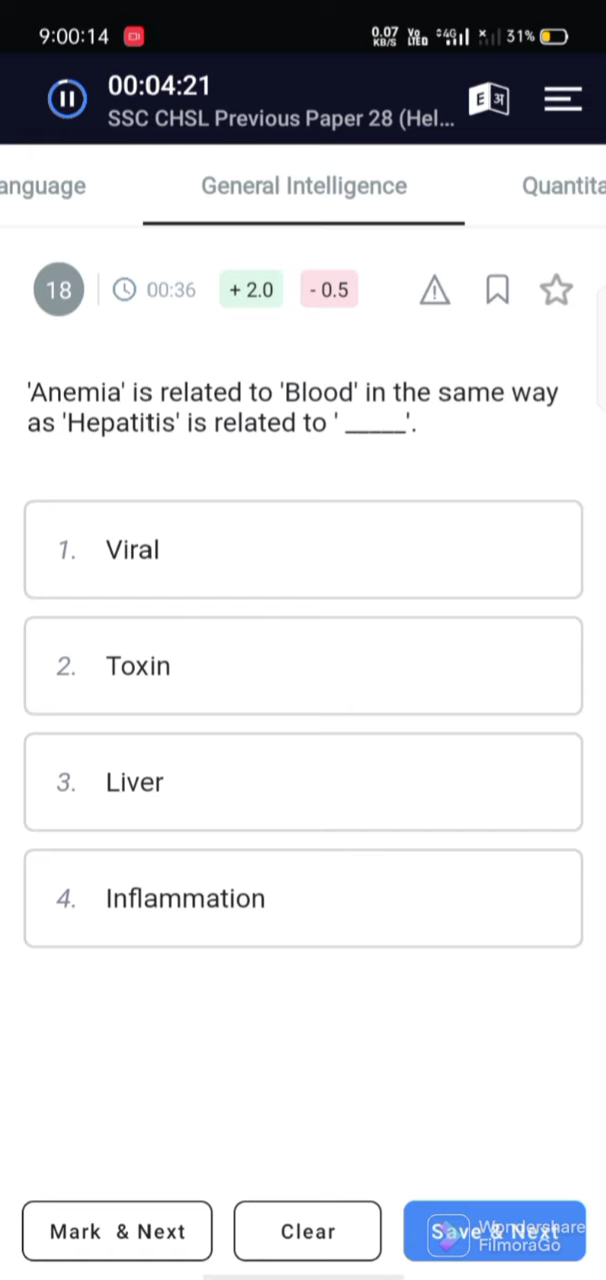 9:00:14 0.07 KB/S Vo LTED 4G 31%
00:04:21
SSC CHSL Previous Paper 28 (Hel...
E अ
anguage General Intelligence Quantita
18 00:36 + 2.0 - 0.5
'Anemia' is related to 'Blood' in the same way
as 'Hepatitis' is related to ' _____'.
1. Viral
2. Toxin
3. Liver
4. Inflammation
Mark & Next Clear Save & Next
Wondershare
FilmoraGo